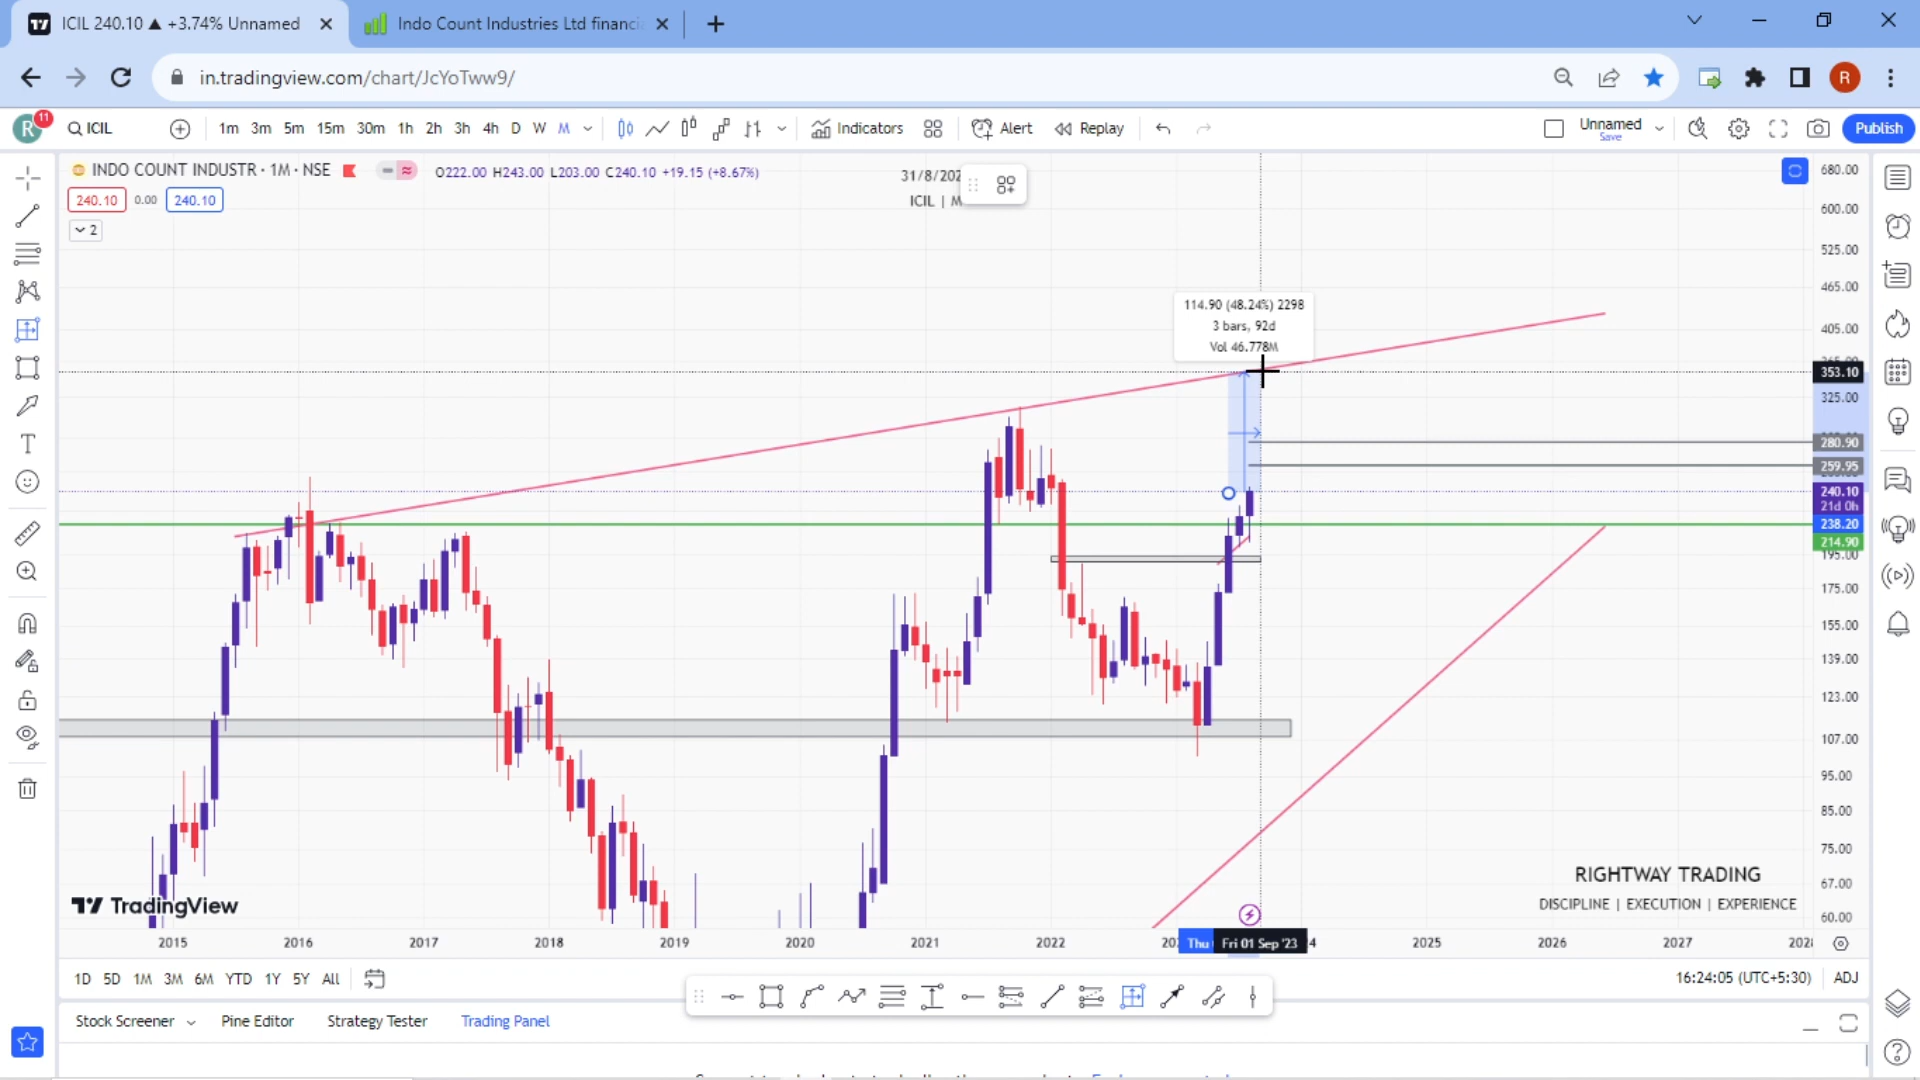 ICIL 240.10 ▲ +3.74% Unnamed
Indo Count Industries Ltd financi
in.tradingview.com/chart/JcYoTww9/
R
R 11 ICIL 1m 3m 5m 15m 30m 1h 2h 3h 4h D W M Indicators Alert Replay Unnamed Save Publish
INDO COUNT INDUSTR · 1M · NSE O222.00 H243.00 L203.00 C240.10 +19.15 (+8.67%)
240.10 0.00 240.10
2
31/8/202
ICIL | M
114.90 (48.24%) 2298
3 bars, 92d
Vol 46.778M
680.00
600.00
525.00
465.00
405.00
353.10
325.00
280.90
259.95
240.10
21d 0h
238.20
214.90
195.00
175.00
155.00
139.00
123.00
107.00
95.00
85.00
75.00
67.00
60.00
RIGHTWAY TRADING
DISCIPLINE | EXECUTION | EXPERIENCE
TradingView
2015 2016 2017 2018 2019 2020 2021 2022 Thu Fri 01 Sep '23 2025 2026 2027
1D 5D 1M 3M 6M YTD 1Y 5Y All 16:24:05 (UTC+5:30) ADJ
Stock Screener Pine Editor Strategy Tester Trading Panel